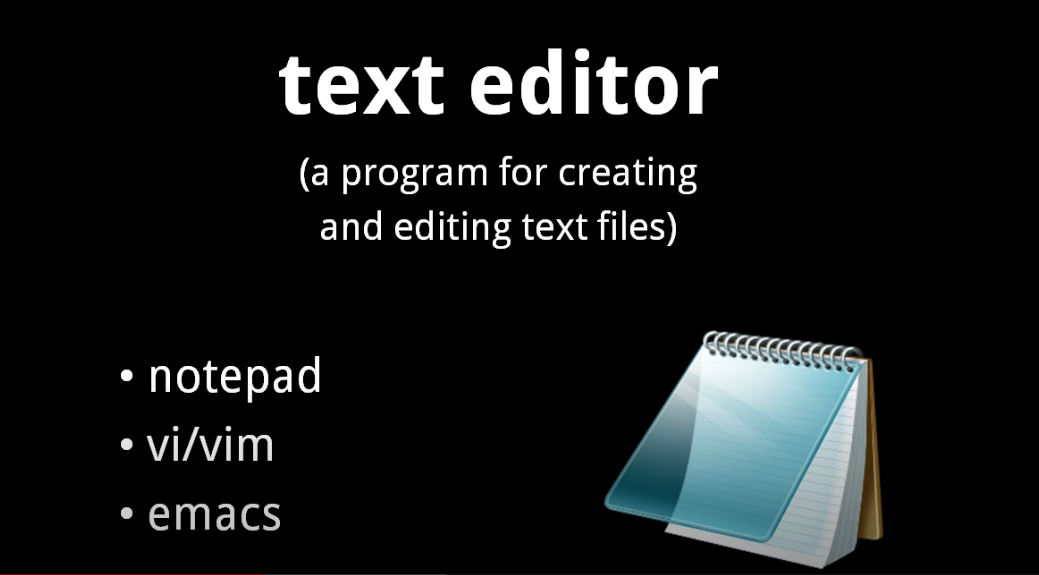 text editor
(a program for creating
and editing text files)
• notepad
• vi/vim
• emacs